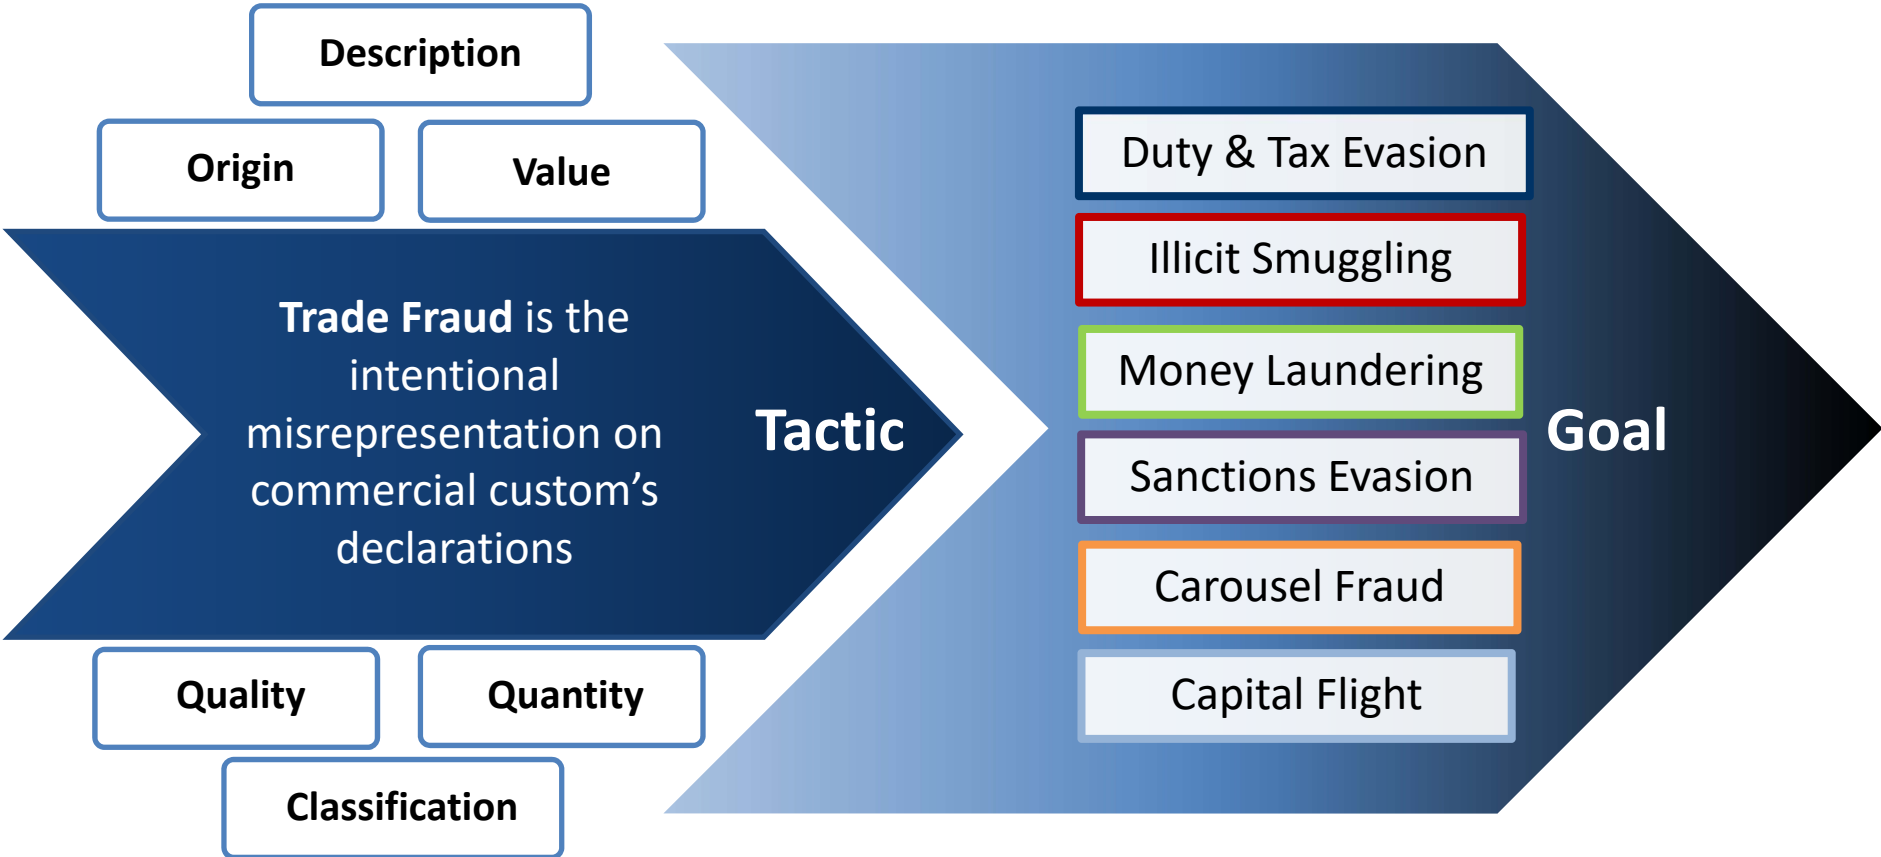 Description
Origin
Value
Trade Fraud is the
intentional
misrepresentation on
commercial custom’s
declarations
Tactic
Quality
Quantity
Classification
Duty & Tax Evasion
Illicit Smuggling
Money Laundering
Sanctions Evasion
Carousel Fraud
Capital Flight
Goal